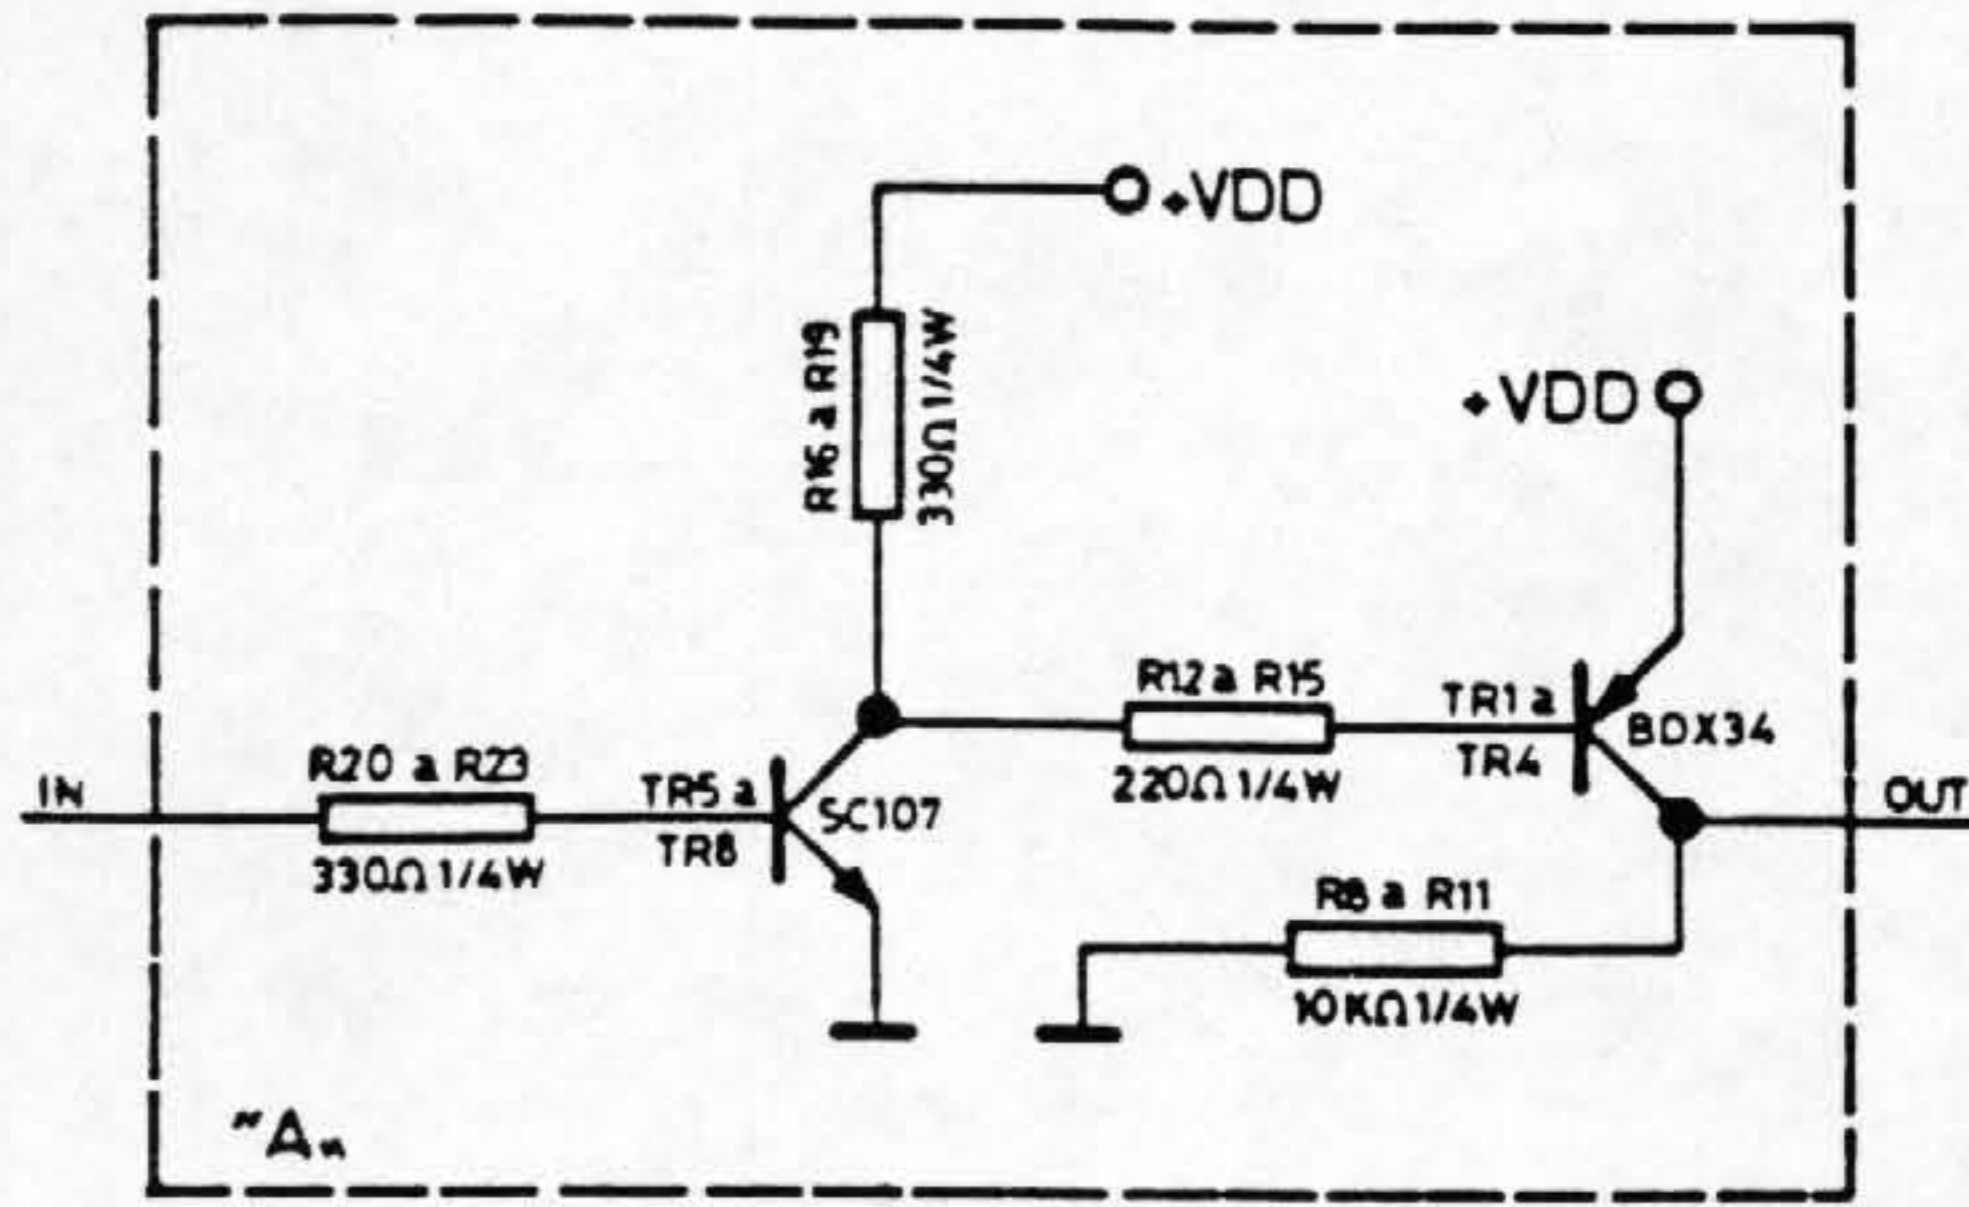 +VDD
R16 a R19
330Ω 1/4W
+VDD
R12 a R15
TR1 a
TR4
BDX34
220Ω 1/4W
IN
R20 a R23
330Ω 1/4W
TR5 a
TR8
SC107
OUT
R8 a R11
10KΩ 1/4W
"A"